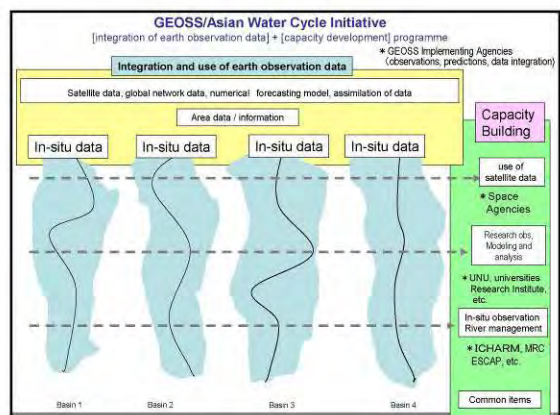 GEOSS/Asian Water Cycle Initiative
[integration of earth observation data] + [capacity development] programme
* GEOSS Implementing Agencies
(observations, predictions, data integration)
Integration and use of earth observation data
Satellite data, global network data, numerical forecasting model, assimilation of data
Area data / information
In-situ data
In-situ data
In-situ data
In-situ data
Capacity
Building
use of
satellite data
* Space
Agencies
Research obs,
Modeling and
analysis
* UNU, universities
Research Institute,
etc.
In-situ observation
River management
* ICHARM, MRC
ESCAP, etc.
Common items
Basin 1
Basin 2
Basin 3
Basin 4